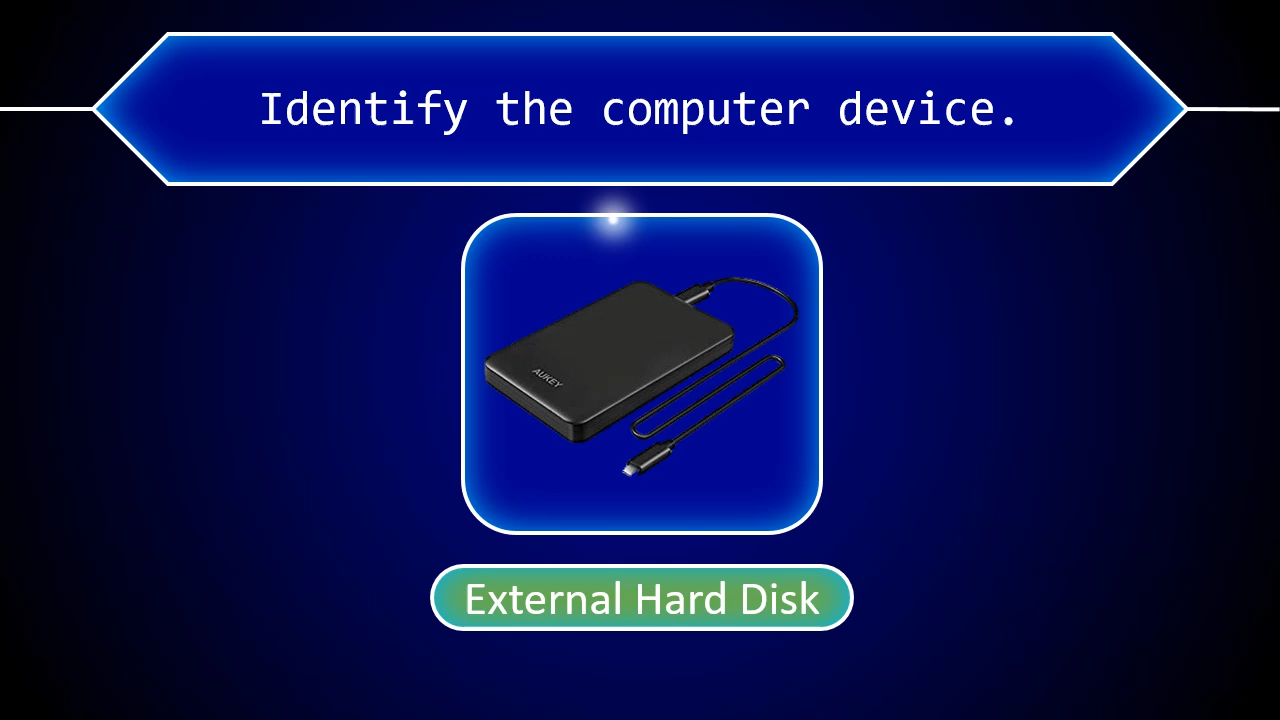 Identify the computer device.
AUKEY
External Hard Disk